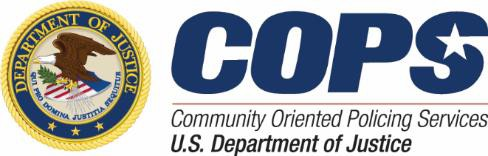 DEPARTMENT OF JUSTICE
QUI PRO DOMINA JUSTITIA SEQUITUR
COPS
Community Oriented Policing Services
U.S. Department of Justice